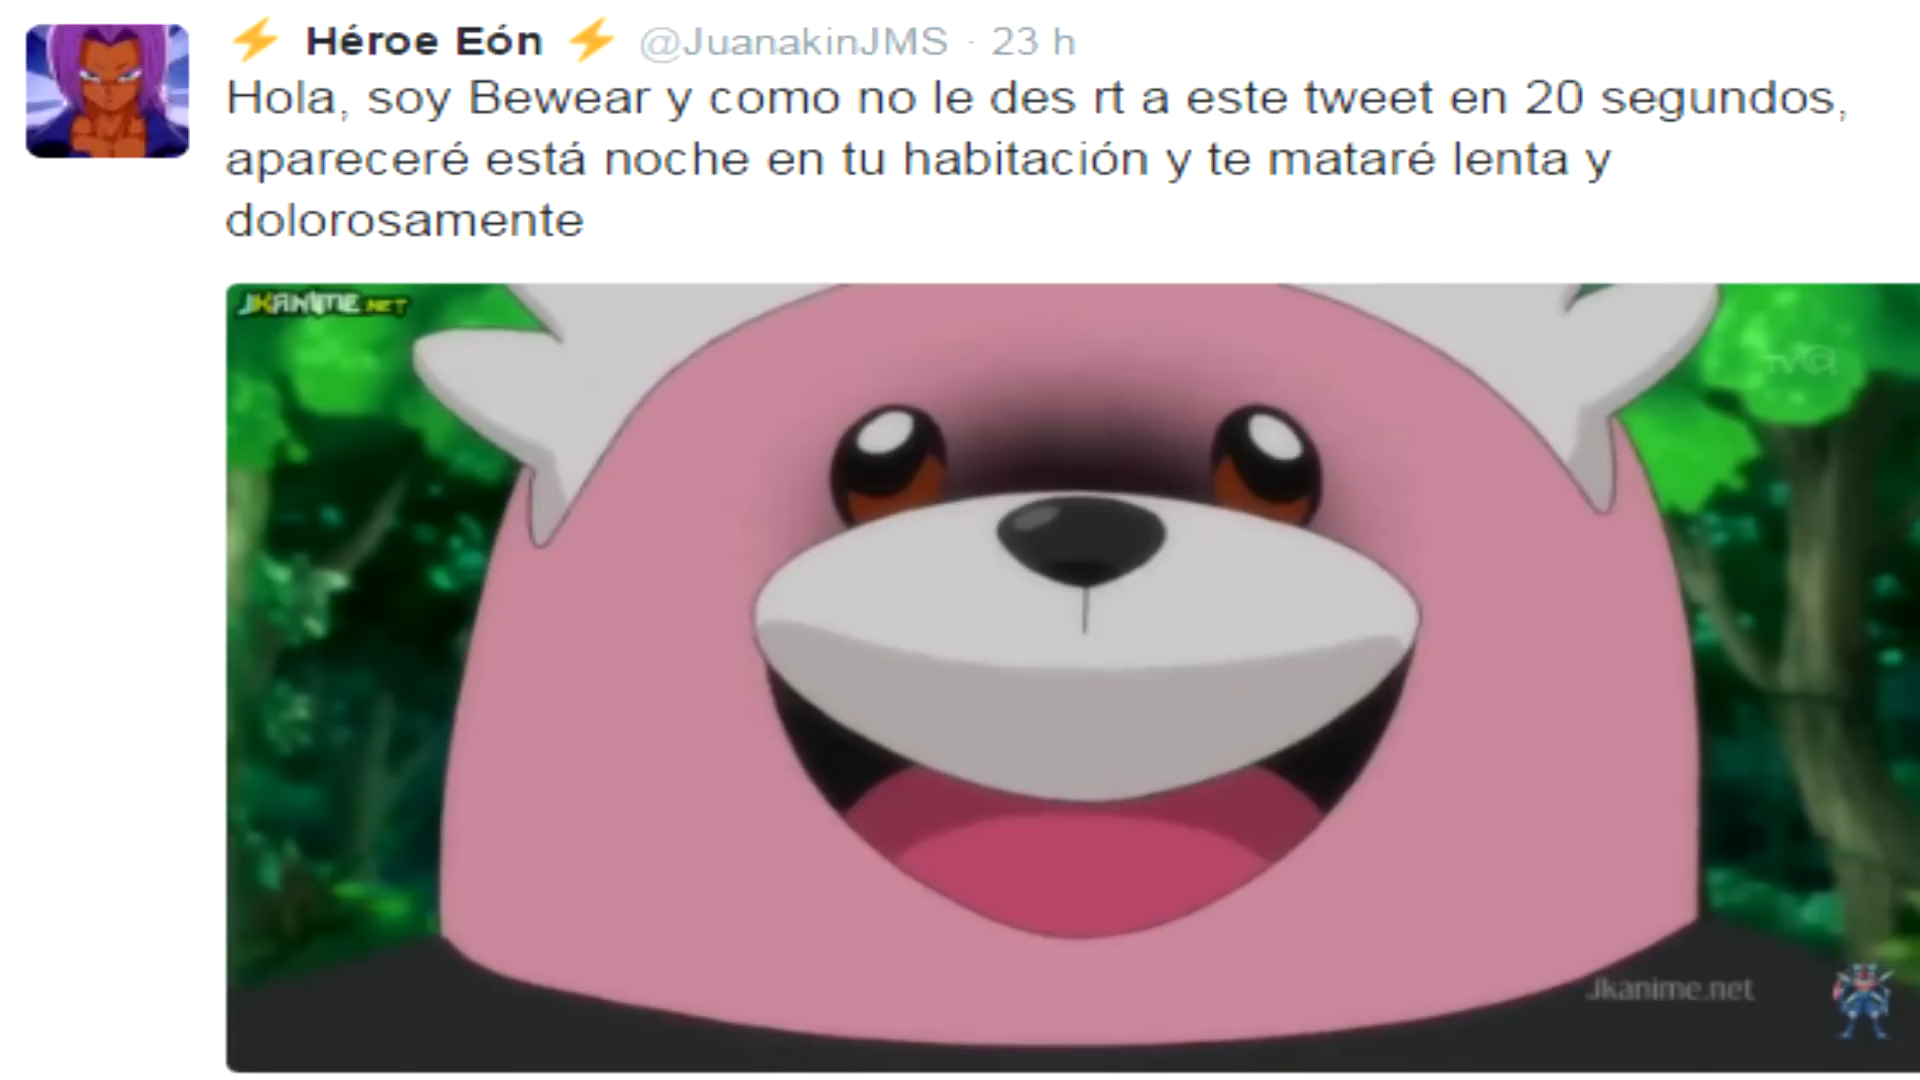 ⚡ Héroe Eón ⚡ @JuanakinJMS · 23 h
Hola, soy Bewear y como no le des rt a este tweet en 20 segundos,
apareceré está noche en tu habitación y te mataré lenta y
dolorosamente
JKANIME.NET
Jkanime.net